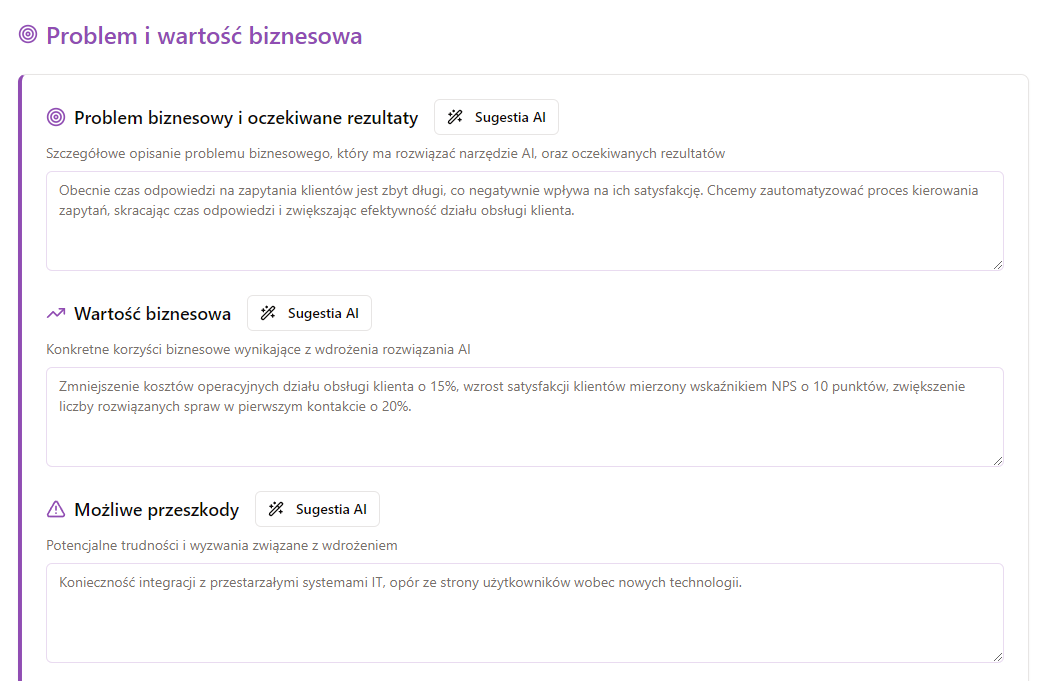 Problem i wartość biznesowa
Problem biznesowy i oczekiwane rezultaty
Sugestia AI
Szczegółowe opisanie problemu biznesowego, który ma rozwiązać narzędzie AI, oraz oczekiwanych rezultatów
Obecnie czas odpowiedzi na zapytania klientów jest zbyt długi, co negatywnie wpływa na ich satysfakcję. Chcemy zautomatyzować proces kierowania
zapytań, skracając czas odpowiedzi i zwiększając efektywność działu obsługi klienta.
Wartość biznesowa
Sugestia AI
Konkretne korzyści biznesowe wynikające z wdrożenia rozwiązania AI
Zmniejszenie kosztów operacyjnych działu obsługi klienta o 15%, wzrost satysfakcji klientów mierzony wskaźnikiem NPS o 10 punktów, zwiększenie
liczby rozwiązanych spraw w pierwszym kontakcie o 20%.
Możliwe przeszkody
Sugestia AI
Potencjalne trudności i wyzwania związane z wdrożeniem
Konieczność integracji z przestarzałymi systemami IT, opór ze strony użytkowników wobec nowych technologii.